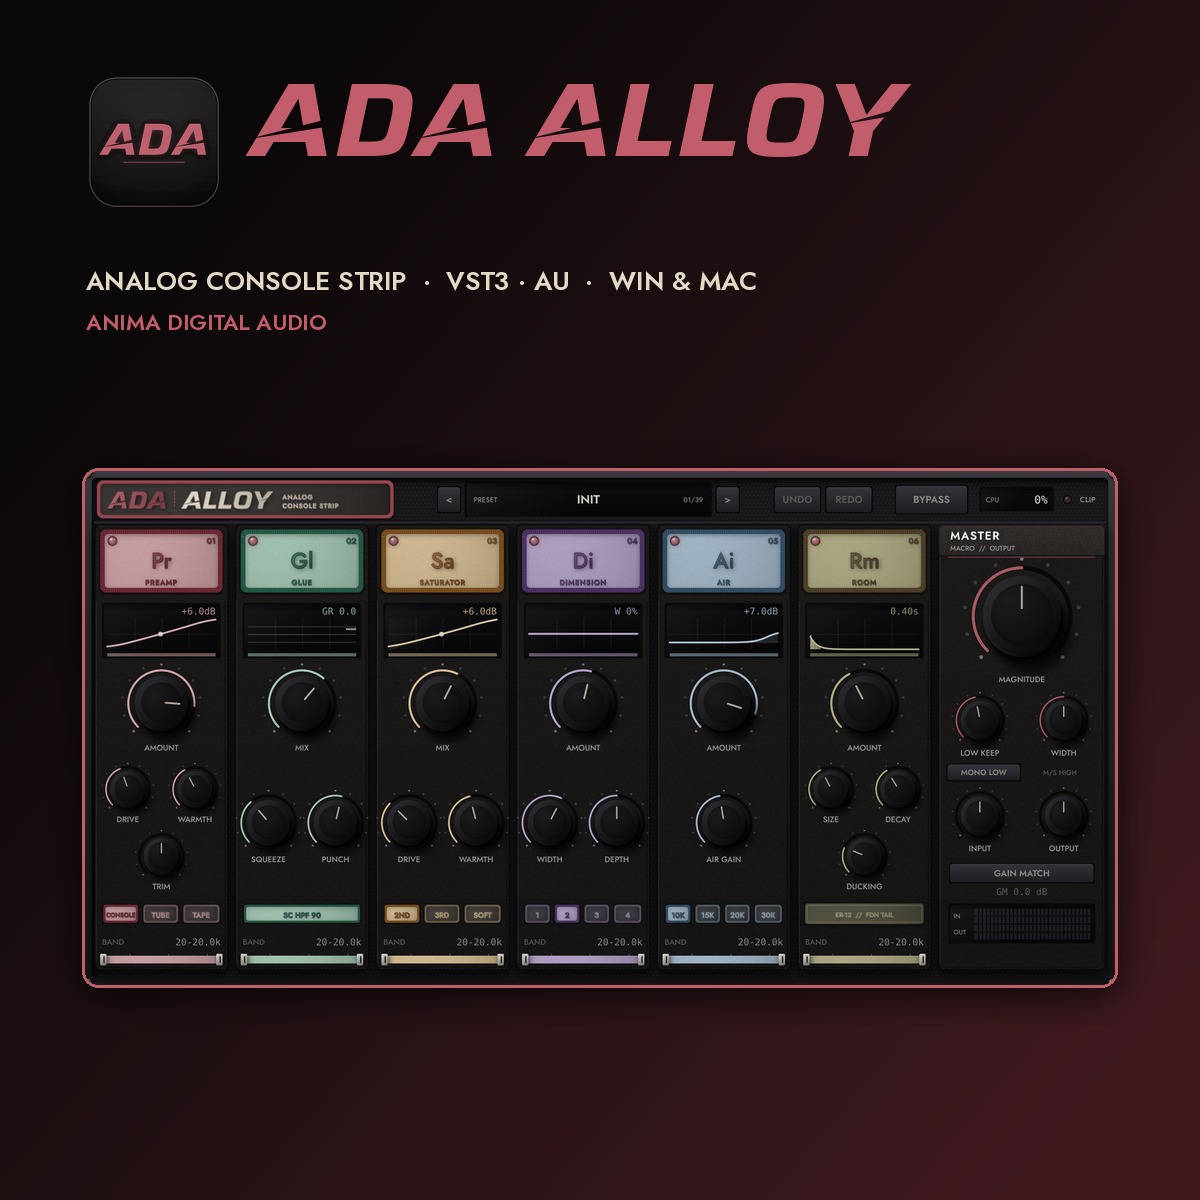 ADA
ADA ALLOY
ANALOG CONSOLE STRIP · VST3 · AU · WIN & MAC
ANIMA DIGITAL AUDIO
ADA ALLOY ANALOG CONSOLE STRIP
< PRESET INIT 01/39 > UNDO REDO BYPASS CPU 0% CLIP
01 02 03 04 05 06
Pr Gl Sa Di Ai Rm
PREAMP GLUE SATURATOR DIMENSION AIR ROOM
MASTER
MACRO // OUTPUT
+6.0dB GR 0.0 +6.0dB W 0% +7.0dB 0.40s
MAGNITUDE
AMOUNT MIX MIX AMOUNT AMOUNT AMOUNT
LOW KEEP WIDTH
MONO LOW M/S HIGH
DRIVE WARMTH SIZE DECAY
INPUT OUTPUT
SQUEEZE PUNCH DRIVE WARMTH WIDTH DEPTH AIR GAIN
TRIM DUCKING
GAIN MATCH
GM 0.0 dB
CONSOLE TUBE TAPE SC HPF 90 2ND 3RD SOFT 1 2 3 4 10K 15K 20K 30K ER-12 // FDN TAIL
IN
OUT
BAND 20-20.0k BAND 20-20.0k BAND 20-20.0k BAND 20-20.0k BAND 20-20.0k BAND 20-20.0k